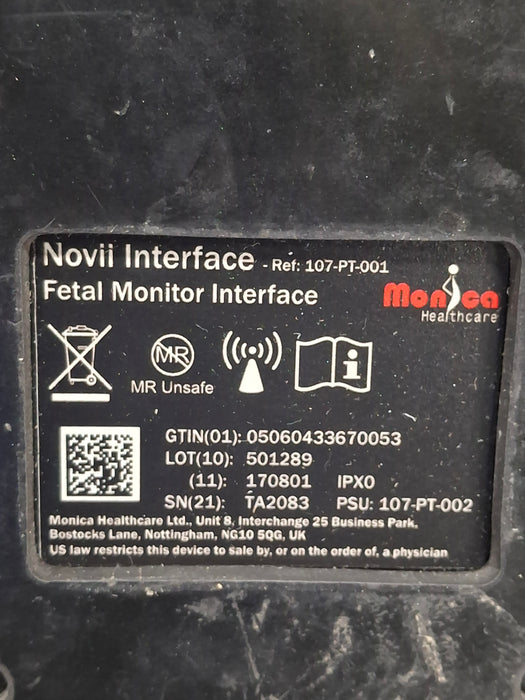 Novii Interface - Ref: 107-PT-001
Fetal Monitor Interface
Monica
Healthcare
MR
MR Unsafe
i
GTIN(01): 05060433670053
LOT(10): 501289
(11): 170801 IPX0
SN(21): TA2083 PSU: 107-PT-002
Monica Healthcare Ltd., Unit 8, Interchange 25 Business Park,
Bostocks Lane, Nottingham, NG10 5QG, UK
US law restricts this device to sale by, or on the order of, a physician